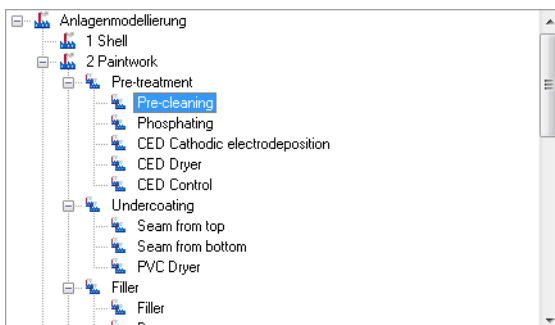 Anlagenmodellierung
1 Shell
2 Paintwork
Pre-treatment
Pre-cleaning
Phosphating
CED Cathodic electrodeposition
CED Dryer
CED Control
Undercoating
Seam from top
Seam from bottom
PVC Dryer
Filler
Filler